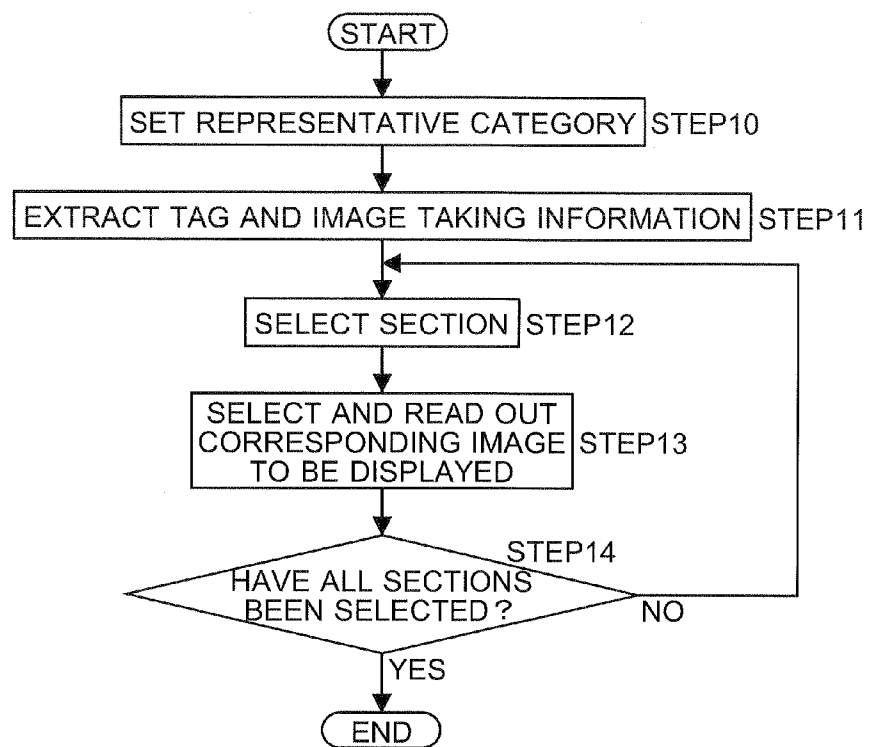 START
SET REPRESENTATIVE CATEGORY STEP10
EXTRACT TAG AND IMAGE TAKING INFORMATION STEP11
SELECT SECTION STEP12
SELECT AND READ OUT
CORRESPONDING IMAGE STEP13
TO BE DISPLAYED
STEP14
HAVE ALL SECTIONS
BEEN SELECTED?
NO
YES
END